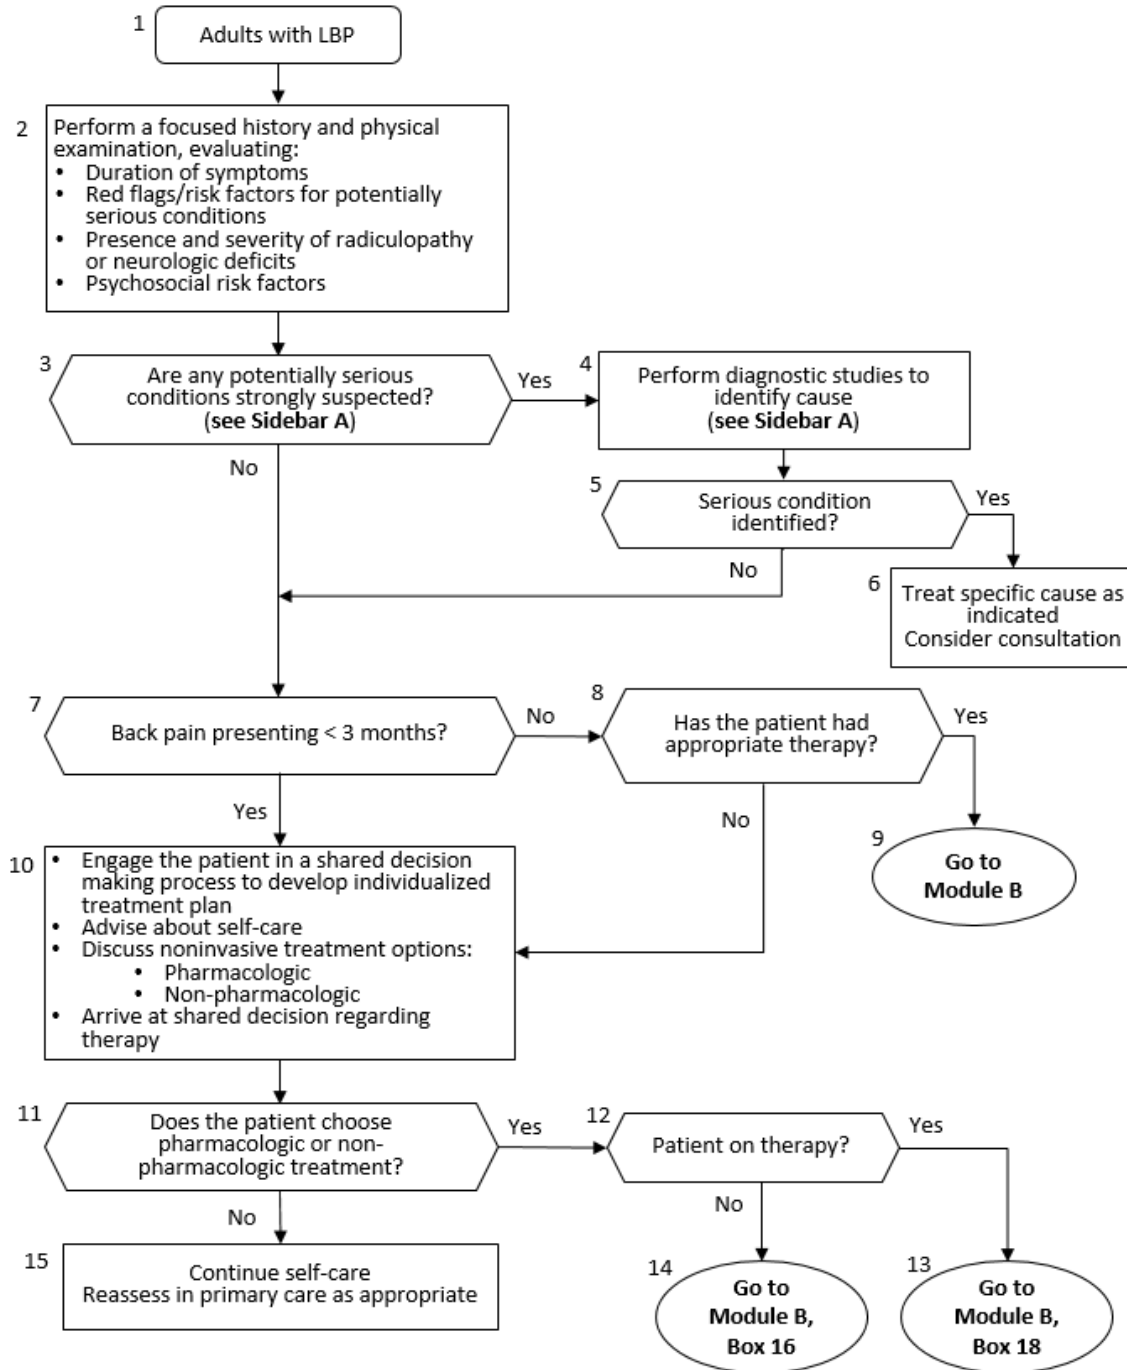 1
Adults with LBP
2
Perform a focused history and physical
examination, evaluating:
• Duration of symptoms
• Red flags/risk factors for potentially
serious conditions
• Presence and severity of radiculopathy
or neurologic deficits
• Psychosocial risk factors
3
Are any potentially serious
conditions strongly suspected?
(see Sidebar A)
Yes
No
4
Perform diagnostic studies to
identify cause
(see Sidebar A)
5
Serious condition
identified?
Yes
No
6
Treat specific cause as
indicated
Consider consultation
7
Back pain presenting < 3 months?
No
Yes
8
Has the patient had
appropriate therapy?
Yes
No
9
Go to
Module B
10
• Engage the patient in a shared decision
making process to develop individualized
treatment plan
• Advise about self-care
• Discuss noninvasive treatment options:
• Pharmacologic
• Non-pharmacologic
• Arrive at shared decision regarding
therapy
11
Does the patient choose
pharmacologic or non-
pharmacologic treatment?
Yes
No
12
Patient on therapy?
Yes
No
15
Continue self-care
Reassess in primary care as appropriate
14
Go to
Module B,
Box 16
13
Go to
Module B,
Box 18